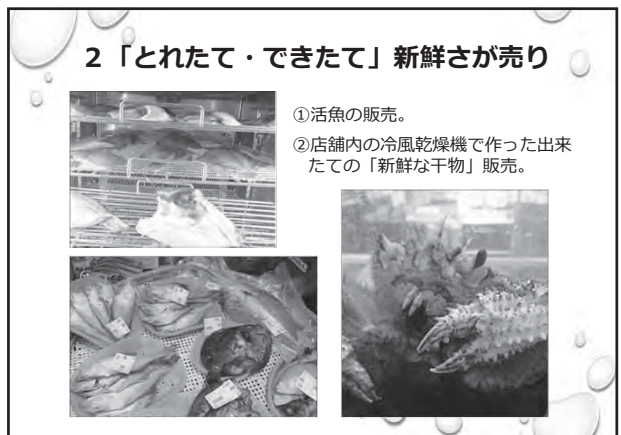 2「とれたて・できたて」新鮮さが売り
①活魚の販売。
②店舗内の冷風乾燥機で作った出来
たての「新鮮な干物」販売。